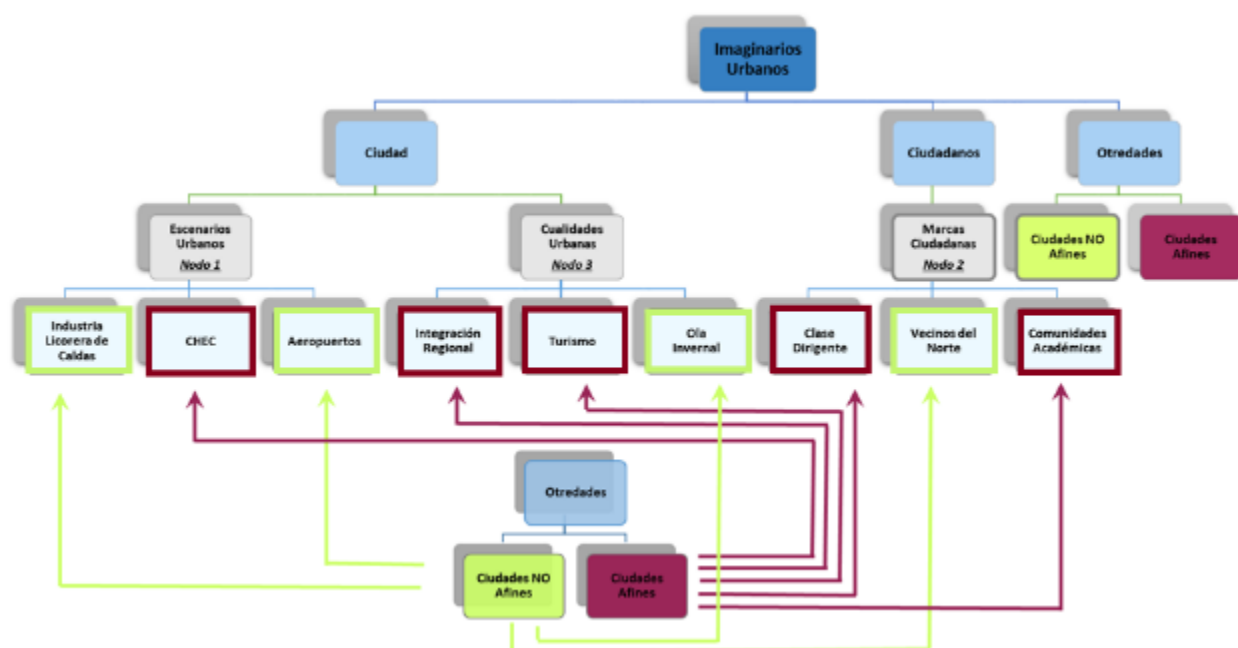 Imaginarios
Urbanos
Ciudad
Ciudadanos
Otredades
Escenarios
Urbanos
Nodo 1
Cualidades
Urbanas
Nodo 3
Marcas
Ciudadanas
Nodo 2
Ciudades NO
Afines
Ciudades
Afines
Industria
Licorera de
Caldas
CHEC
Aeropuertos
Integración
Regional
Turismo
Ola
Invernal
Clase
Dirigente
Vecinos del
Norte
Comunidades
Académicas
Otredades
Ciudades NO
Afines
Ciudades
Afines